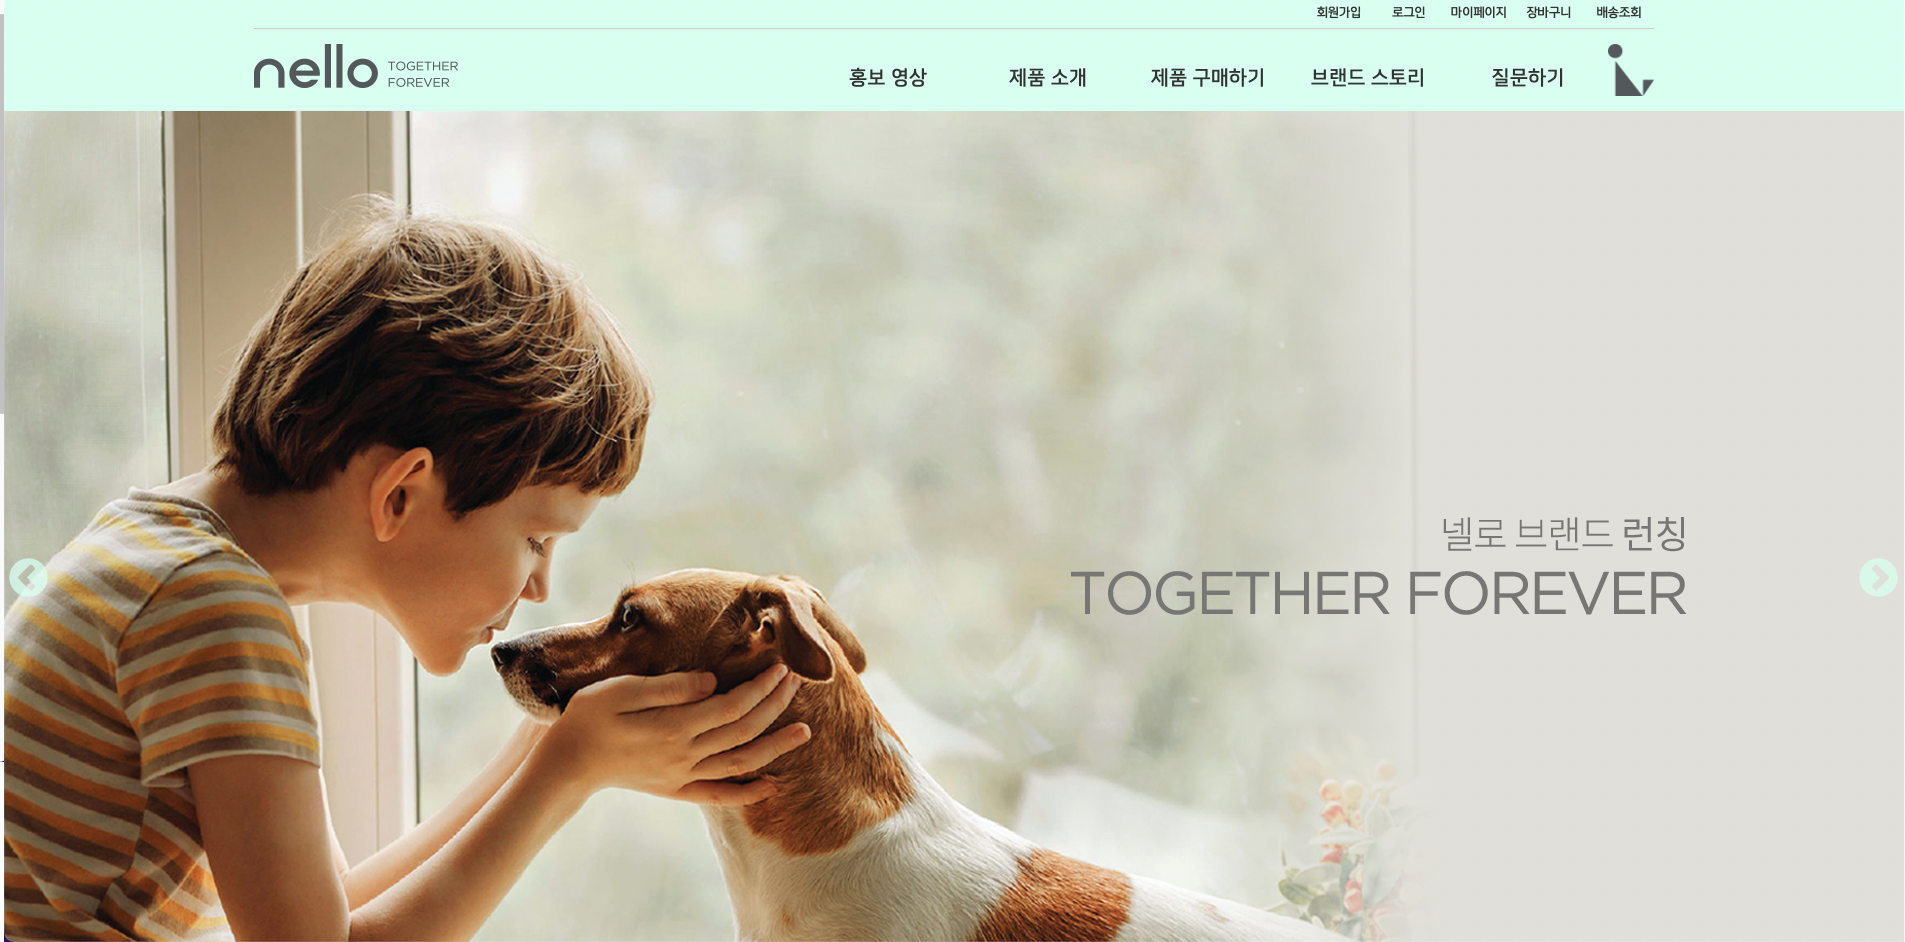 회원가입 로그인 마이페이지 장바구니 배송조회
nello TOGETHER FOREVER
홍보 영상 제품 소개 제품 구매하기 브랜드 스토리 질문하기
넬로 브랜드 런칭
TOGETHER FOREVER